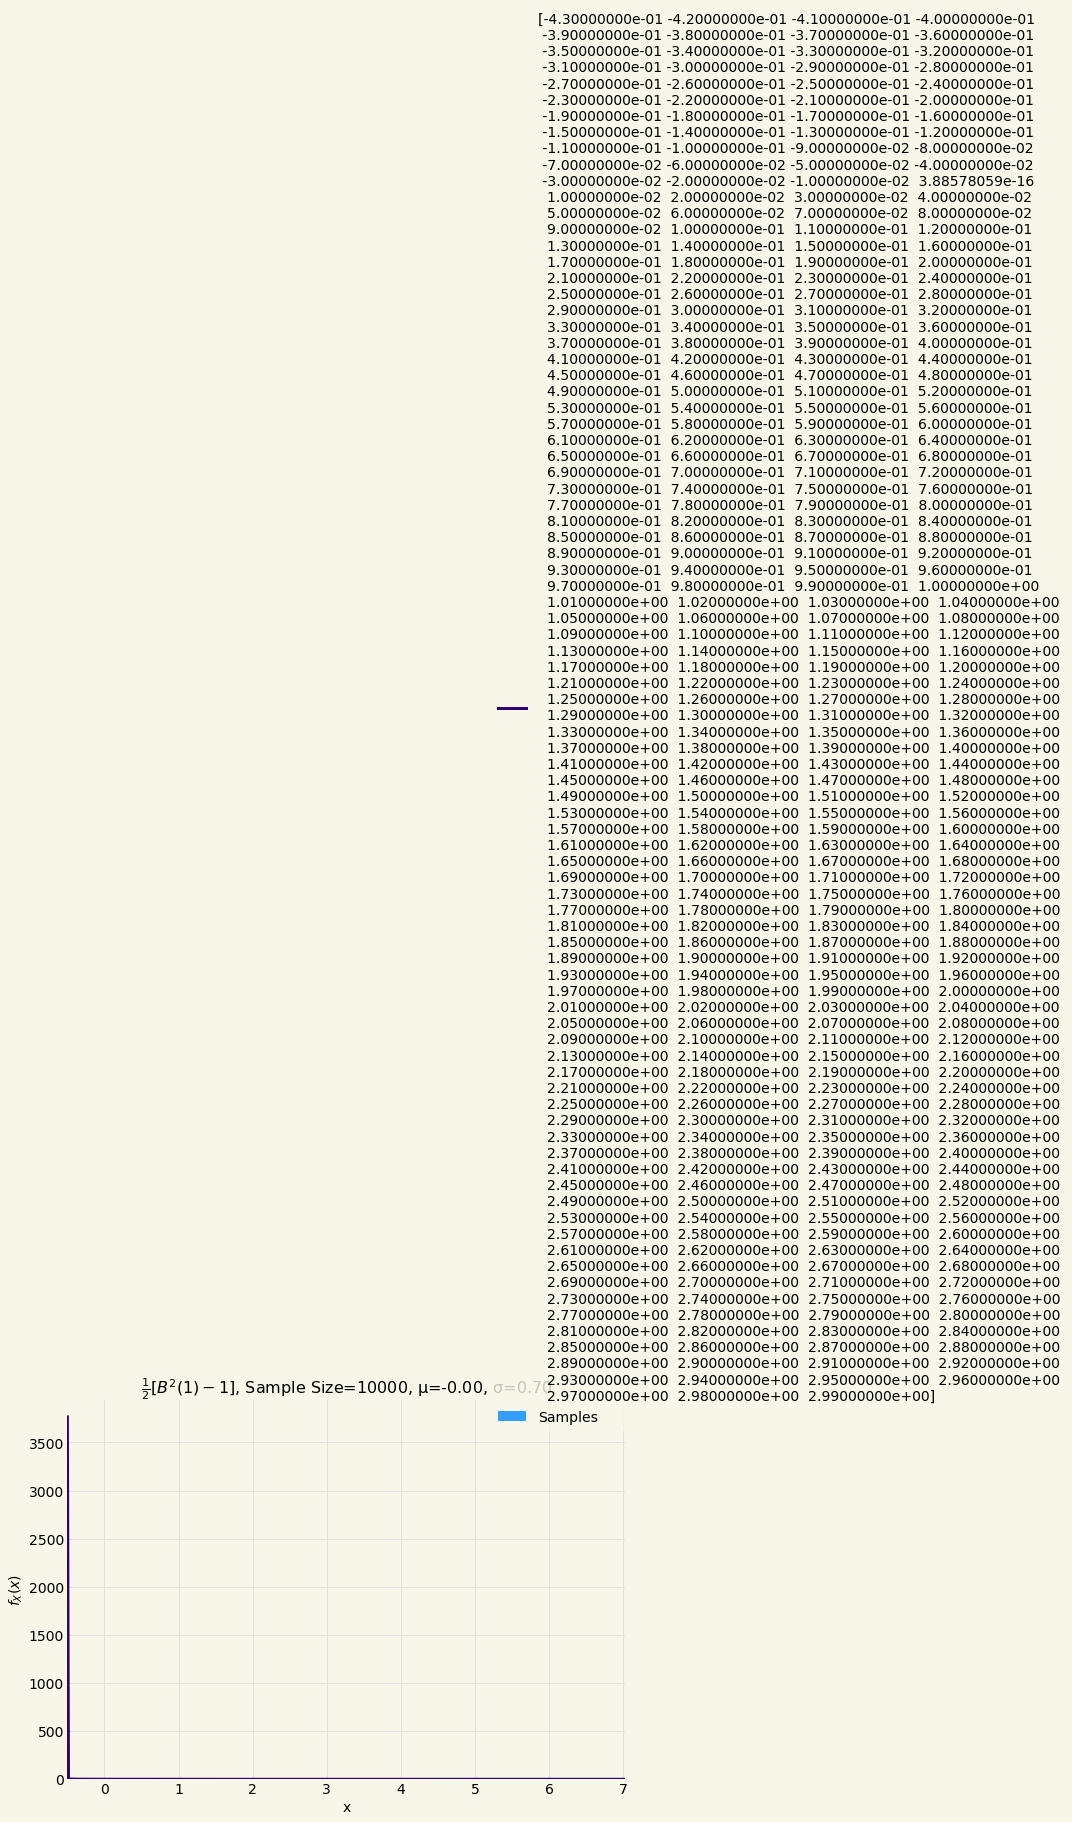 [-4.30000000e-01 -4.20000000e-01 -4.10000000e-01 -4.00000000e-01
-3.90000000e-01 -3.80000000e-01 -3.70000000e-01 -3.60000000e-01
-3.50000000e-01 -3.40000000e-01 -3.30000000e-01 -3.20000000e-01
-3.10000000e-01 -3.00000000e-01 -2.90000000e-01 -2.80000000e-01
-2.70000000e-01 -2.60000000e-01 -2.50000000e-01 -2.40000000e-01
-2.30000000e-01 -2.20000000e-01 -2.10000000e-01 -2.00000000e-01
-1.90000000e-01 -1.80000000e-01 -1.70000000e-01 -1.60000000e-01
-1.50000000e-01 -1.40000000e-01 -1.30000000e-01 -1.20000000e-01
-1.10000000e-01 -1.00000000e-01 -9.00000000e-02 -8.00000000e-02
-7.00000000e-02 -6.00000000e-02 -5.00000000e-02 -4.00000000e-02
-3.00000000e-02 -2.00000000e-02 -1.00000000e-02 3.88578059e-16
1.00000000e-02 2.00000000e-02 3.00000000e-02 4.00000000e-02
5.00000000e-02 6.00000000e-02 7.00000000e-02 8.00000000e-02
9.00000000e-02 1.00000000e-01 1.10000000e-01 1.20000000e-01
1.30000000e-01 1.40000000e-01 1.50000000e-01 1.60000000e-01
1.70000000e-01 1.80000000e-01 1.90000000e-01 2.00000000e-01
2.10000000e-01 2.20000000e-01 2.30000000e-01 2.40000000e-01
2.50000000e-01 2.60000000e-01 2.70000000e-01 2.80000000e-01
2.90000000e-01 3.00000000e-01 3.10000000e-01 3.20000000e-01
3.30000000e-01 3.40000000e-01 3.50000000e-01 3.60000000e-01
3.70000000e-01 3.80000000e-01 3.90000000e-01 4.00000000e-01
4.10000000e-01 4.20000000e-01 4.30000000e-01 4.40000000e-01
4.50000000e-01 4.60000000e-01 4.70000000e-01 4.80000000e-01
4.90000000e-01 5.00000000e-01 5.10000000e-01 5.20000000e-01
5.30000000e-01 5.40000000e-01 5.50000000e-01 5.60000000e-01
5.70000000e-01 5.80000000e-01 5.90000000e-01 6.00000000e-01
6.10000000e-01 6.20000000e-01 6.30000000e-01 6.40000000e-01
6.50000000e-01 6.60000000e-01 6.70000000e-01 6.80000000e-01
6.90000000e-01 7.00000000e-01 7.10000000e-01 7.20000000e-01
7.30000000e-01 7.40000000e-01 7.50000000e-01 7.60000000e-01
7.70000000e-01 7.80000000e-01 7.90000000e-01 8.00000000e-01
8.10000000e-01 8.20000000e-01 8.30000000e-01 8.40000000e-01
8.50000000e-01 8.60000000e-01 8.70000000e-01 8.80000000e-01
8.90000000e-01 9.00000000e-01 9.10000000e-01 9.20000000e-01
9.30000000e-01 9.40000000e-01 9.50000000e-01 9.60000000e-01
9.70000000e-01 9.80000000e-01 9.90000000e-01 1.00000000e+00
1.01000000e+00 1.02000000e+00 1.03000000e+00 1.04000000e+00
1.05000000e+00 1.06000000e+00 1.07000000e+00 1.08000000e+00
1.09000000e+00 1.10000000e+00 1.11000000e+00 1.12000000e+00
1.13000000e+00 1.14000000e+00 1.15000000e+00 1.16000000e+00
1.17000000e+00 1.18000000e+00 1.19000000e+00 1.20000000e+00
1.21000000e+00 1.22000000e+00 1.23000000e+00 1.24000000e+00
1.25000000e+00 1.26000000e+00 1.27000000e+00 1.28000000e+00
1.29000000e+00 1.30000000e+00 1.31000000e+00 1.32000000e+00
1.33000000e+00 1.34000000e+00 1.35000000e+00 1.36000000e+00
1.37000000e+00 1.38000000e+00 1.39000000e+00 1.40000000e+00
1.41000000e+00 1.42000000e+00 1.43000000e+00 1.44000000e+00
1.45000000e+00 1.46000000e+00 1.47000000e+00 1.48000000e+00
1.49000000e+00 1.50000000e+00 1.51000000e+00 1.52000000e+00
1.53000000e+00 1.54000000e+00 1.55000000e+00 1.56000000e+00
1.57000000e+00 1.58000000e+00 1.59000000e+00 1.60000000e+00
1.61000000e+00 1.62000000e+00 1.63000000e+00 1.64000000e+00
1.65000000e+00 1.66000000e+00 1.67000000e+00 1.68000000e+00
1.69000000e+00 1.70000000e+00 1.71000000e+00 1.72000000e+00
1.73000000e+00 1.74000000e+00 1.75000000e+00 1.76000000e+00
1.77000000e+00 1.78000000e+00 1.79000000e+00 1.80000000e+00
1.81000000e+00 1.82000000e+00 1.83000000e+00 1.84000000e+00
1.85000000e+00 1.86000000e+00 1.87000000e+00 1.88000000e+00
1.89000000e+00 1.90000000e+00 1.91000000e+00 1.92000000e+00
1.93000000e+00 1.94000000e+00 1.95000000e+00 1.96000000e+00
1.97000000e+00 1.98000000e+00 1.99000000e+00 2.00000000e+00
2.01000000e+00 2.02000000e+00 2.03000000e+00 2.04000000e+00
2.05000000e+00 2.06000000e+00 2.07000000e+00 2.08000000e+00
2.09000000e+00 2.10000000e+00 2.11000000e+00 2.12000000e+00
2.13000000e+00 2.14000000e+00 2.15000000e+00 2.16000000e+00
2.17000000e+00 2.18000000e+00 2.19000000e+00 2.20000000e+00
2.21000000e+00 2.22000000e+00 2.23000000e+00 2.24000000e+00
2.25000000e+00 2.26000000e+00 2.27000000e+00 2.28000000e+00
2.29000000e+00 2.30000000e+00 2.31000000e+00 2.32000000e+00
2.33000000e+00 2.34000000e+00 2.35000000e+00 2.36000000e+00
2.37000000e+00 2.38000000e+00 2.39000000e+00 2.40000000e+00
2.41000000e+00 2.42000000e+00 2.43000000e+00 2.44000000e+00
2.45000000e+00 2.46000000e+00 2.47000000e+00 2.48000000e+00
2.49000000e+00 2.50000000e+00 2.51000000e+00 2.52000000e+00
2.53000000e+00 2.54000000e+00 2.55000000e+00 2.56000000e+00
2.57000000e+00 2.58000000e+00 2.59000000e+00 2.60000000e+00
2.61000000e+00 2.62000000e+00 2.63000000e+00 2.64000000e+00
2.65000000e+00 2.66000000e+00 2.67000000e+00 2.68000000e+00
2.69000000e+00 2.70000000e+00 2.71000000e+00 2.72000000e+00
2.73000000e+00 2.74000000e+00 2.75000000e+00 2.76000000e+00
2.77000000e+00 2.78000000e+00 2.79000000e+00 2.80000000e+00
2.81000000e+00 2.82000000e+00 2.83000000e+00 2.84000000e+00
2.85000000e+00 2.86000000e+00 2.87000000e+00 2.88000000e+00
2.89000000e+00 2.90000000e+00 2.91000000e+00 2.92000000e+00
2.93000000e+00 2.94000000e+00 2.95000000e+00 2.96000000e+00
2.97000000e+00 2.98000000e+00 2.99000000e+00]
½[B²(1) − 1], Sample Size=10000, μ=-0.00, σ=0.70
Samples
3500
3000
2500
2000
1500
1000
500
0
f_X(x)
0 1 2 3 4 5 6 7
x